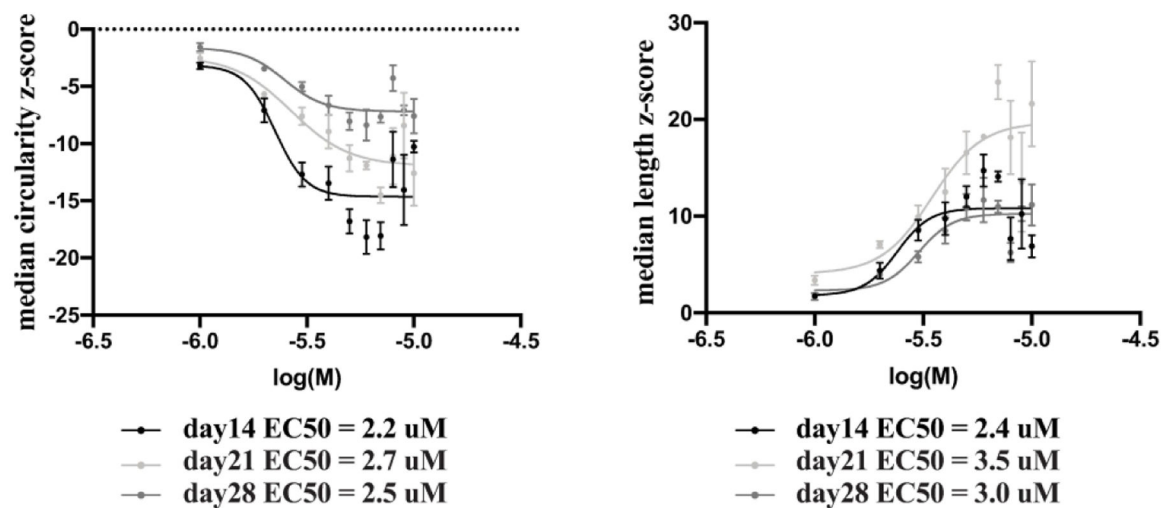 median circularity z-score
0
-5
-10
-15
-20
-25
-6.5 -6.0 -5.5 -5.0 -4.5
log(M)
day14 EC50 = 2.2 uM
day21 EC50 = 2.7 uM
day28 EC50 = 2.5 uM
median length z-score
30
20
10
0
-6.5 -6.0 -5.5 -5.0 -4.5
log(M)
day14 EC50 = 2.4 uM
day21 EC50 = 3.5 uM
day28 EC50 = 3.0 uM